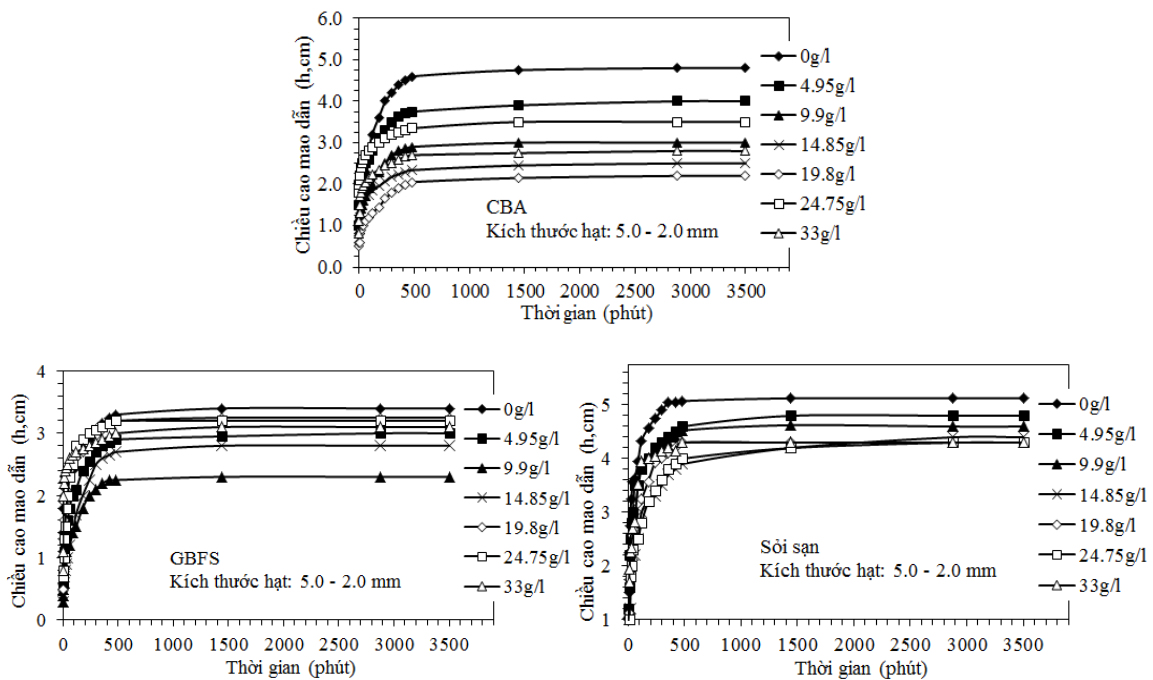 Chiều cao mao dẫn (h,cm)
6.0
5.0
4.0
3.0
2.0
1.0
0.0
CBA
Kích thước hạt: 5.0 - 2.0 mm
0 500 1000 1500 2000 2500 3000 3500
Thời gian (phút)
0g/l
4.95g/l
9.9g/l
14.85g/l
19.8g/l
24.75g/l
33g/l
Chiều cao mao dẫn (h,cm)
4
3
2
1
0
GBFS
Kích thước hạt: 5.0 - 2.0 mm
0 500 1000 1500 2000 2500 3000 3500
Thời gian (phút)
0g/l
4.95g/l
9.9g/l
14.85g/l
19.8g/l
24.75g/l
33g/l
Chiều cao mao dẫn (h,cm)
5
4
3
2
1
Sỏi sạn
Kích thước hạt: 5.0 - 2.0 mm
0 500 1000 1500 2000 2500 3000 3500
Thời gian (phút)
0g/l
4.95g/l
9.9g/l
14.85g/l
19.8g/l
24.75g/l
33g/l